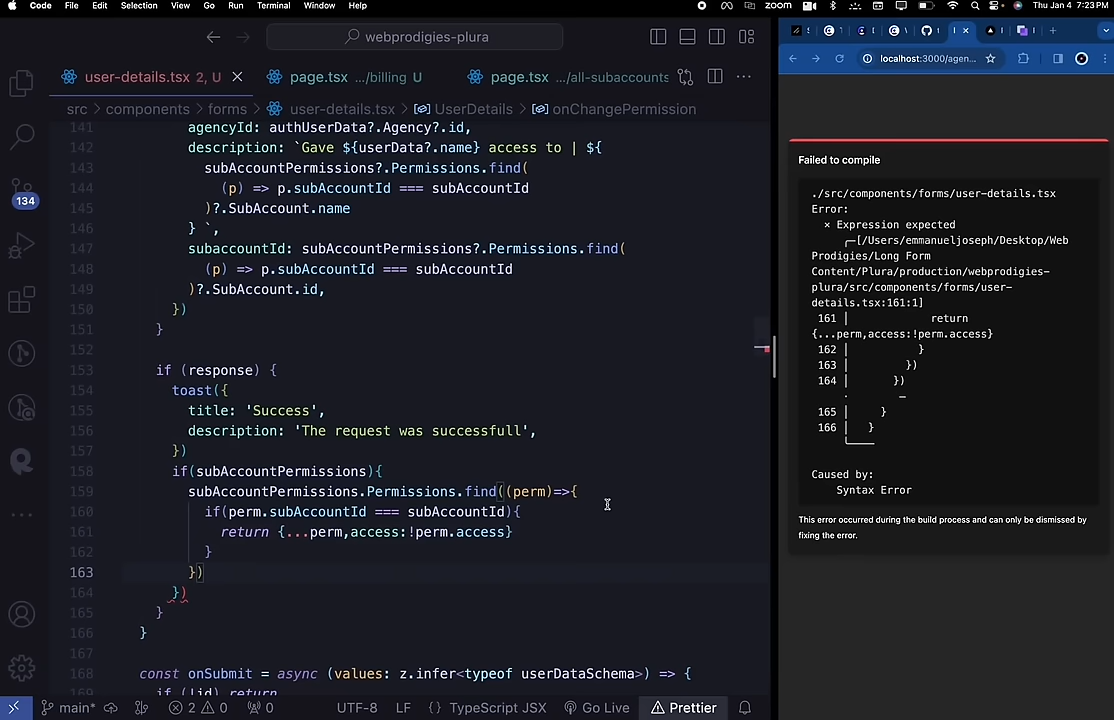 Code File Edit Selection View Go Run Terminal Window Help zoom Thu Jan 4 7:23 PM
webprodigies-plura
user-details.tsx 2, U page.tsx .../billing U page.tsx .../all-subaccounts
localhost:3000/agen...
src > components > forms > user-details.tsx > UserDetails > onChangePermission
141 agencyId: authUserData?.Agency?.id,
142 description: `Gave ${userData?.name} access to | ${
143 subAccountPermissions?.Permissions.find(
144 (p) => p.subAccountId === subAccountId
145 )?.SubAccount.name
146 } `,
147 subaccountId: subAccountPermissions?.Permissions.find(
148 (p) => p.subAccountId === subAccountId
149 )?.SubAccount.id,
150 })
151 }
152
153 if (response) {
154 toast({
155 title: 'Success',
156 description: 'The request was successfull',
157 })
158 if(subAccountPermissions){
159 subAccountPermissions.Permissions.find((perm)=>{
160 if(perm.subAccountId === subAccountId){
161 return {...perm,access:!perm.access}
162 }
163 })
164 })
165 }
166 }
167
168 const onSubmit = async (values: z.infer<typeof userDataSchema>) => {
169 if (!id) return
134
main* 2 0 0 UTF-8 LF {} TypeScript JSX Go Live Prettier
Failed to compile
./src/components/forms/user-details.tsx
Error:
× Expression expected
╭─[/Users/emmanueljoseph/Desktop/Web
Prodigies/Long Form
Content/Plura/production/webprodigies-
plura/src/components/forms/user-
details.tsx:161:1]
161 │ return
{...perm,access:!perm.access}
162 │ }
163 │ })
164 │ })
· ─
165 │ }
166 │ }
╰────
Caused by:
Syntax Error
This error occurred during the build process and can only be dismissed by
fixing the error.